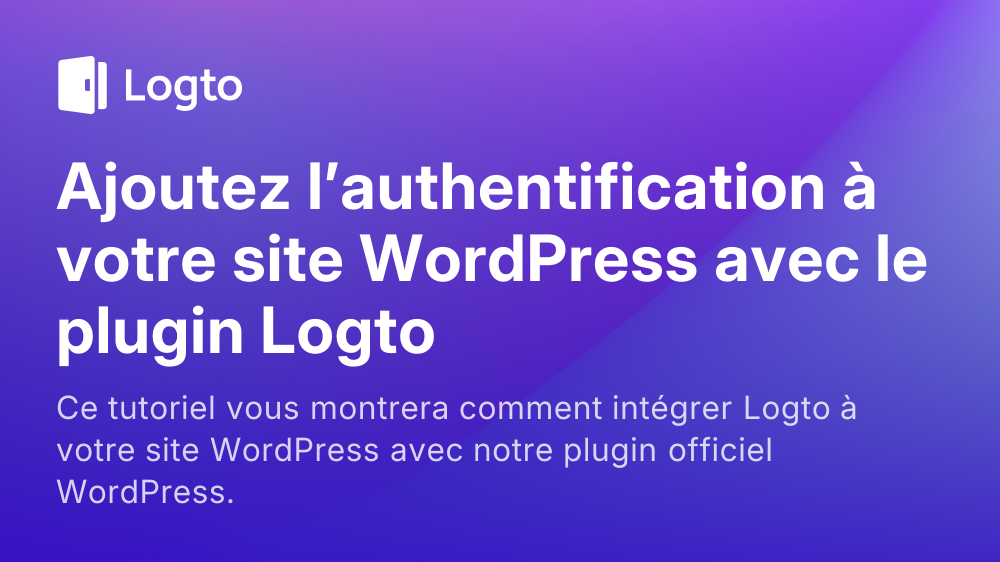 Logto
Ajoutez l’authentification à
votre site WordPress avec le
plugin Logto
Ce tutoriel vous montrera comment intégrer Logto à
votre site WordPress avec notre plugin officiel
WordPress.